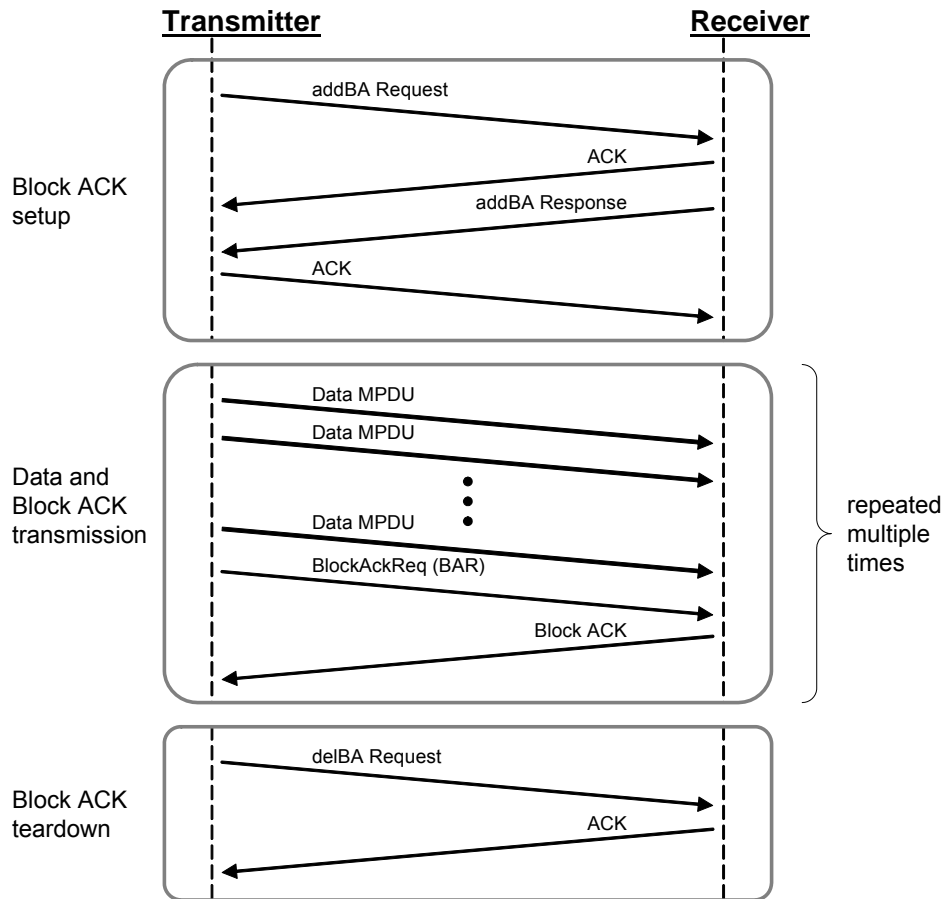 Transmitter
Receiver
addBA Request
ACK
Block ACK
setup
addBA Response
ACK
Data MPDU
Data MPDU
Data and
Block ACK
transmission
Data MPDU
BlockAckReq (BAR)
Block ACK
repeated
multiple
times
delBA Request
Block ACK
teardown
ACK